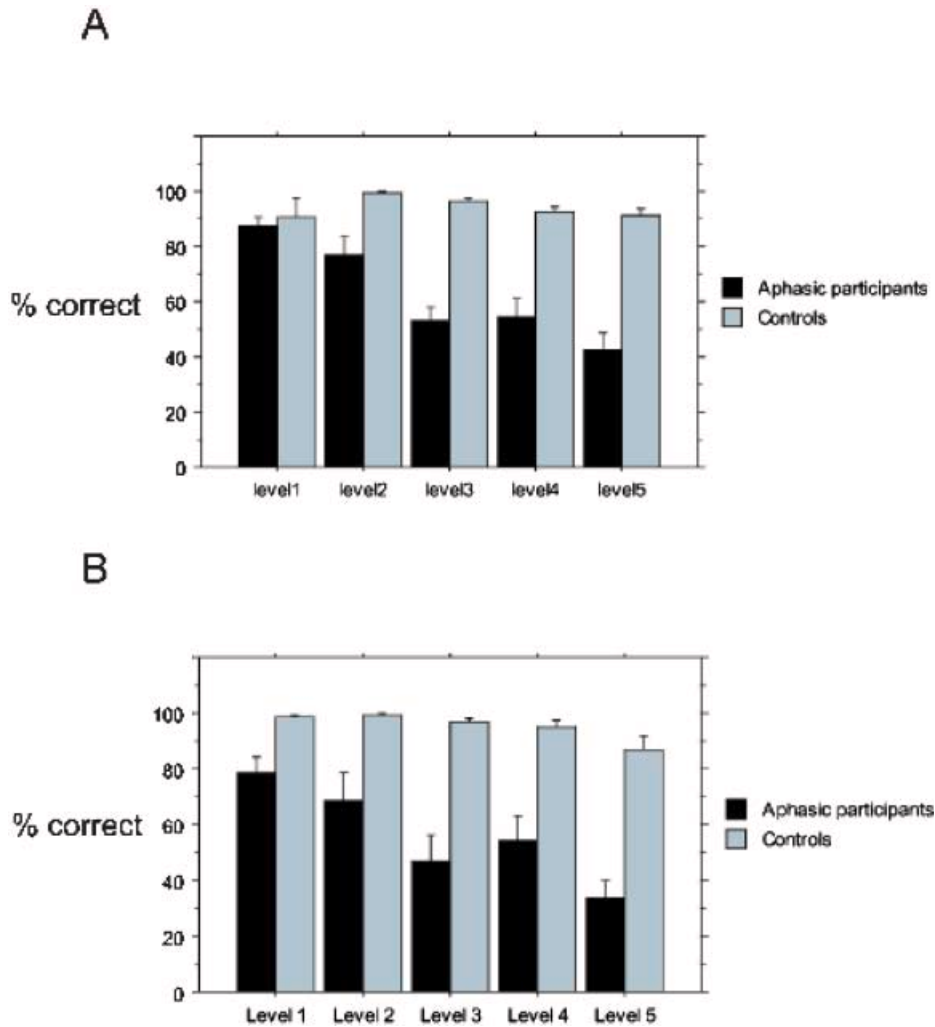 A
100
80
60
40
20
0
% correct
level1 level2 level3 level4 level5
Aphasic participants
Controls
B
100
80
60
40
20
0
% correct
Level 1 Level 2 Level 3 Level 4 Level 5
Aphasic participants
Controls